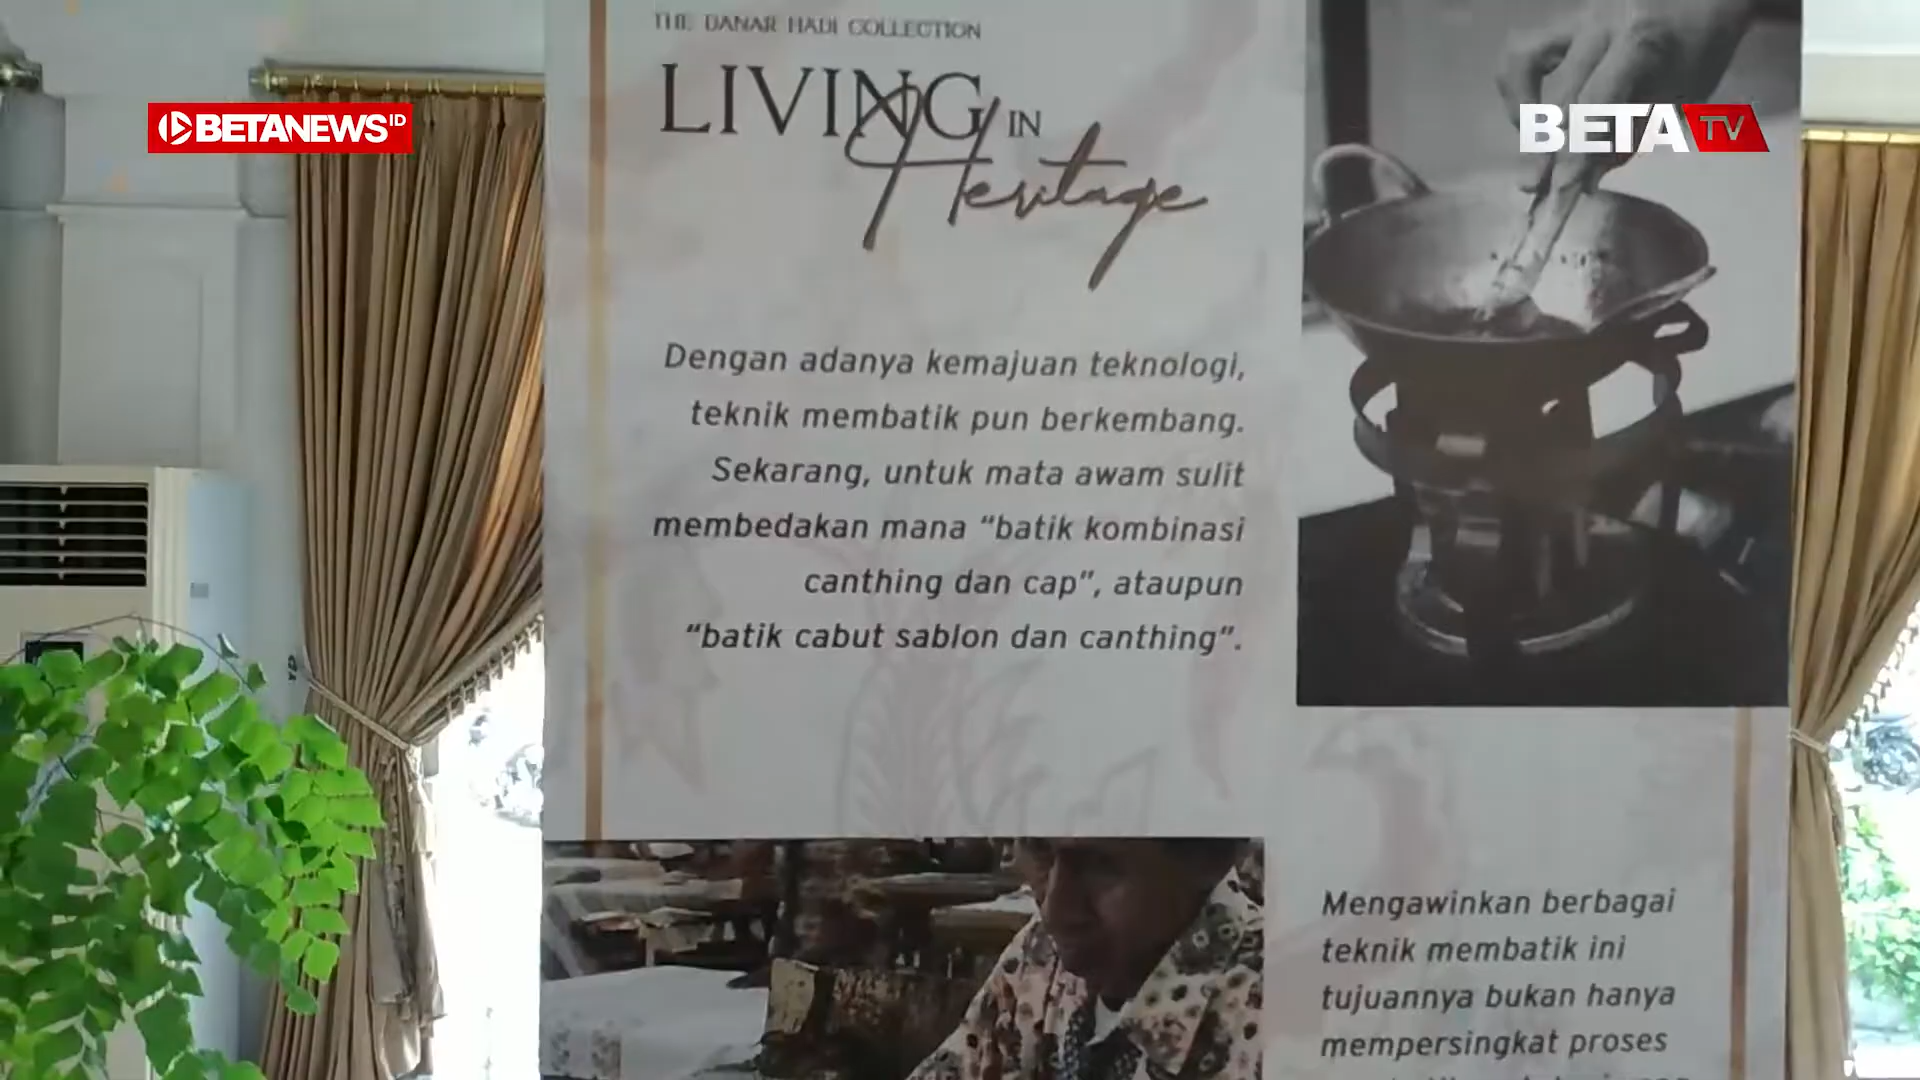 THE DANAR HADI COLLECTION
LIVING IN
Heritage
BETANEWS ID
BETA TV
Dengan adanya kemajuan teknologi,
teknik membatik pun berkembang.
Sekarang, untuk mata awam sulit
membedakan mana “batik kombinasi
canthing dan cap”, ataupun
“batik cabut sablon dan canthing”.
Mengawinkan berbagai
teknik membatik ini
tujuannya bukan hanya
mempersingkat proses